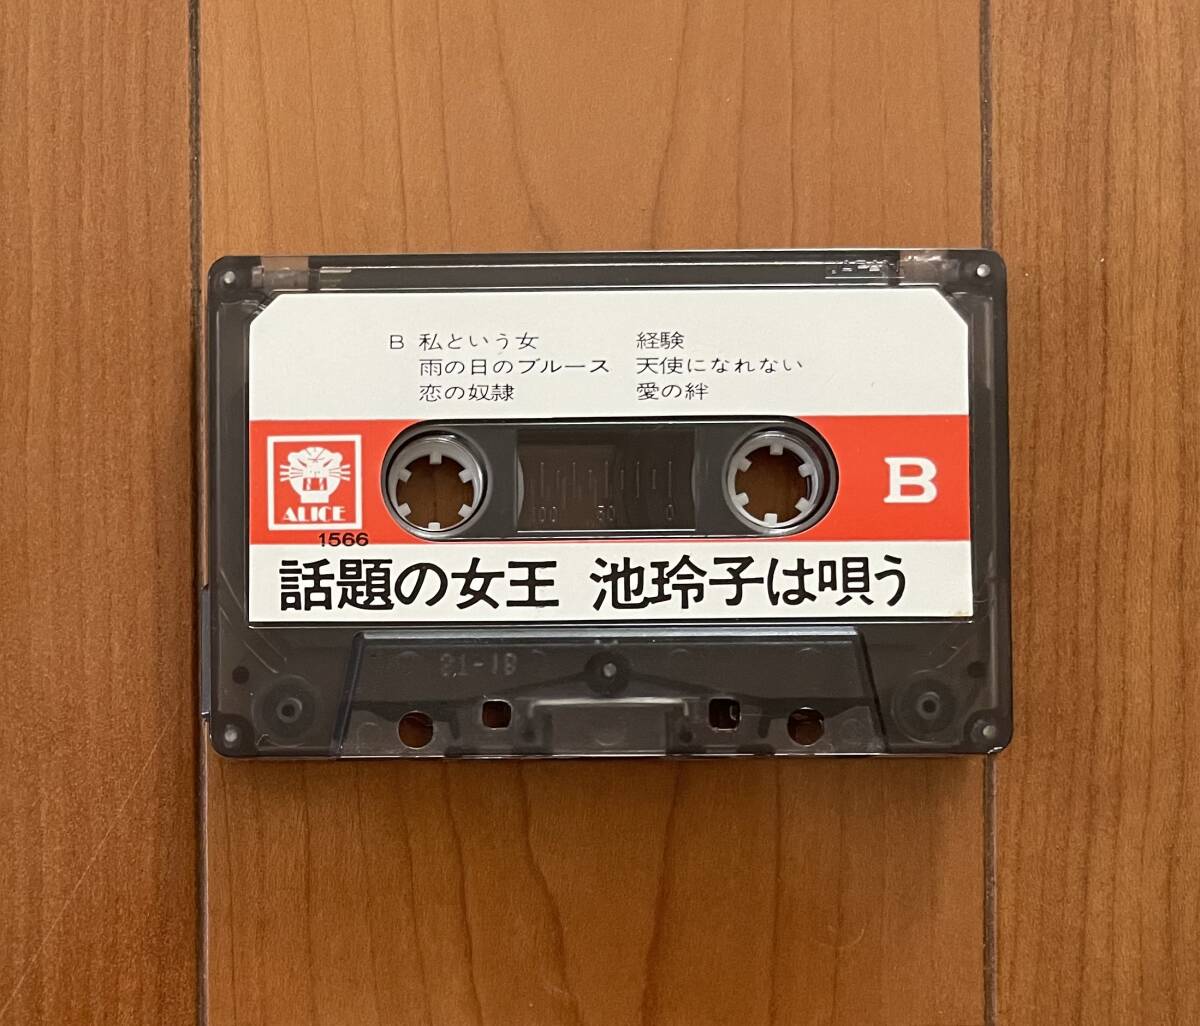 B 私という女 経験
雨の日のブルース 天使になれない
恋の奴隷 愛の絆
ALICE
100 50 0
B
1566
話題の女王 池玲子は唄う